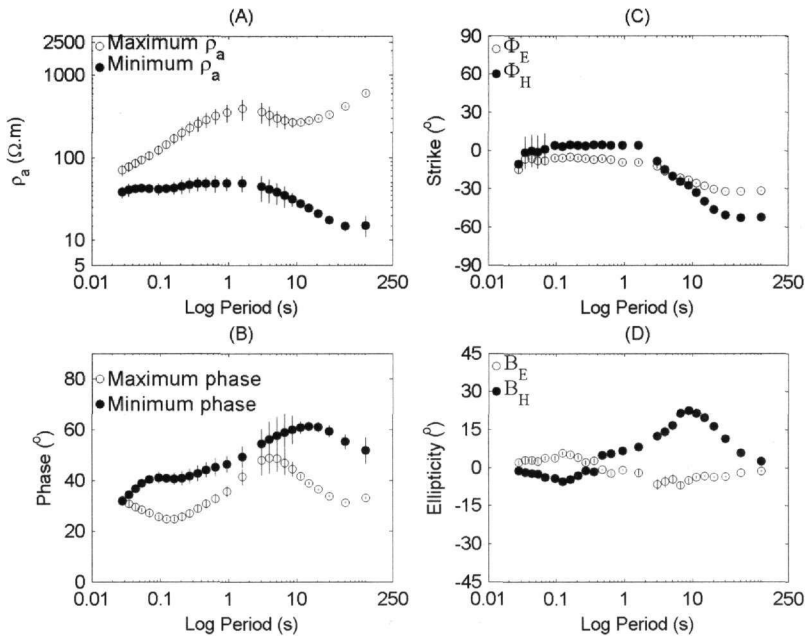 (A)
2500
1000
100
10
5
0.01
0.1
1
10
250
ρa (Ω.m)
Log Period (s)
Maximum ρa
Minimum ρa
(C)
90
60
30
0
-30
-60
-90
0.01
0.1
1
10
250
Strike (º)
Log Period (s)
ΦE
ΦH
(B)
80
60
40
20
0
0.01
0.1
1
10
250
Phase (º)
Log Period (s)
Maximum phase
Minimum phase
(D)
45
30
15
0
-15
-30
-45
0.01
0.1
1
10
250
Ellipticity (º)
Log Period (s)
BE
BH